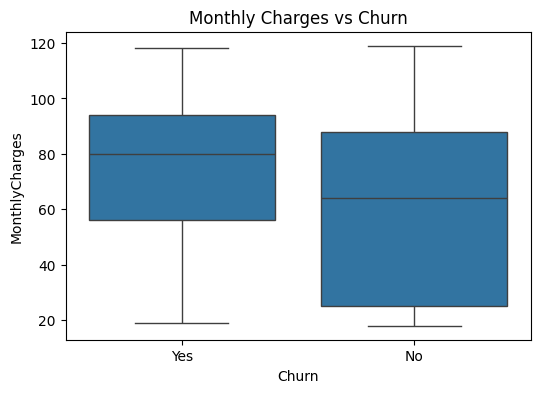 Monthly Charges vs Churn
MonthlyCharges
120
100
80
60
40
20
Yes
No
Churn